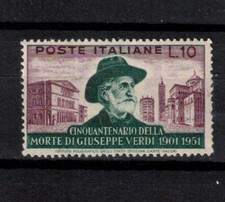 POSTE ITALIANE L.10
CINQUANTENARIO DELLA
MORTE DI GIUSEPPE VERDI 1901 1951